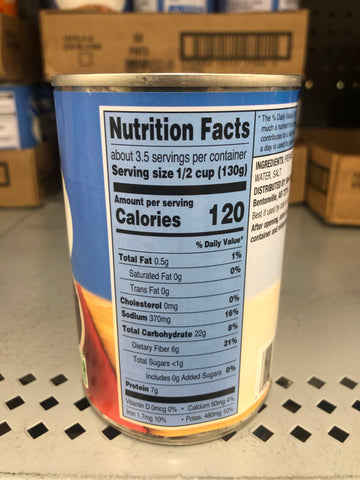 Nutrition Facts
about 3.5 servings per container
Serving size 1/2 cup (130g)
Amount per serving
Calories 120
% Daily Value*
Total Fat 0.5g 1%
Saturated Fat 0g 0%
Trans Fat 0g
Cholesterol 0mg 0%
Sodium 370mg 16%
Total Carbohydrate 22g 8%
Dietary Fiber 6g 21%
Total Sugars <1g
Includes 0g Added Sugars 0%
Protein 7g
Vitamin D 0mcg 0% • Calcium 50mg 4%
Iron 1.7mg 10% • Potas. 480mg 10%
* The % Daily Value
much a nutrient
contributes to a
a day is used for
INGREDIENTS:
WATER, SALT
DISTRIBUTED BY:
Bentonville, AR
Best if used by
After opening,
container and